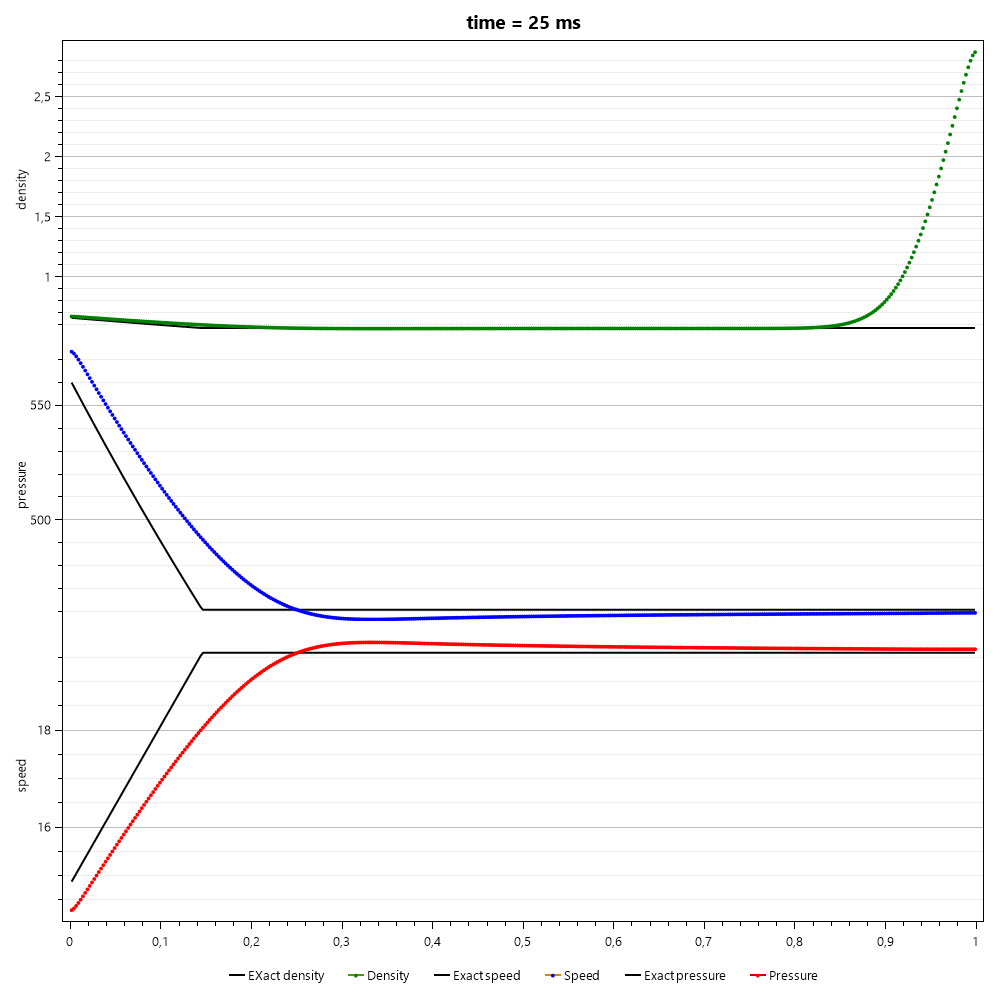 time = 25 ms
2,5
2
1,5
1
density
550
500
pressure
18
16
speed
0 0,1 0,2 0,3 0,4 0,5 0,6 0,7 0,8 0,9 1
EXact density Density Exact speed Speed Exact pressure Pressure